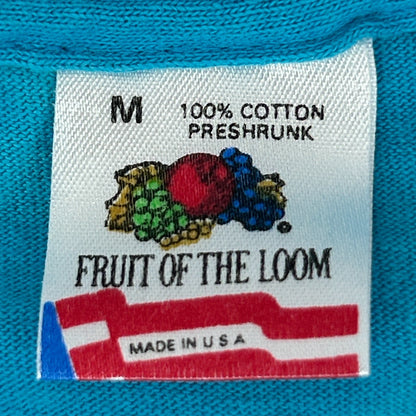 M
100% COTTON
PRESHRUNK
®
FRUIT OF THE LOOM
MADE IN U S A